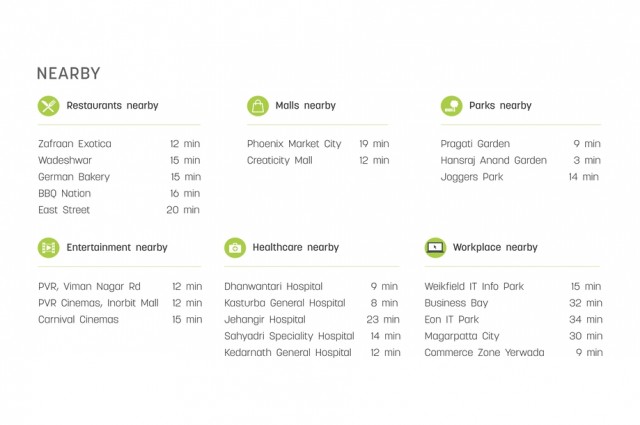 NEARBY
Restaurants nearby
Zafraan Exotica 12 min
Wadeshwar 15 min
German Bakery 15 min
BBQ Nation 16 min
East Street 20 min
Malls nearby
Phoenix Market City 19 min
Creaticity Mall 12 min
Parks nearby
Pragati Garden 9 min
Hansraj Anand Garden 3 min
Joggers Park 14 min
Entertainment nearby
PVR, Viman Nagar Rd 12 min
PVR Cinemas, Inorbit Mall 12 min
Carnival Cinemas 15 min
Healthcare nearby
Dhanwantari Hospital 9 min
Kasturba General Hospital 8 min
Jehangir Hospital 23 min
Sahyadri Speciality Hospital 14 min
Kedarnath General Hospital 12 min
Workplace nearby
Weikfield IT Info Park 15 min
Business Bay 32 min
Eon IT Park 34 min
Magarpatta City 30 min
Commerce Zone Yerwada 9 min